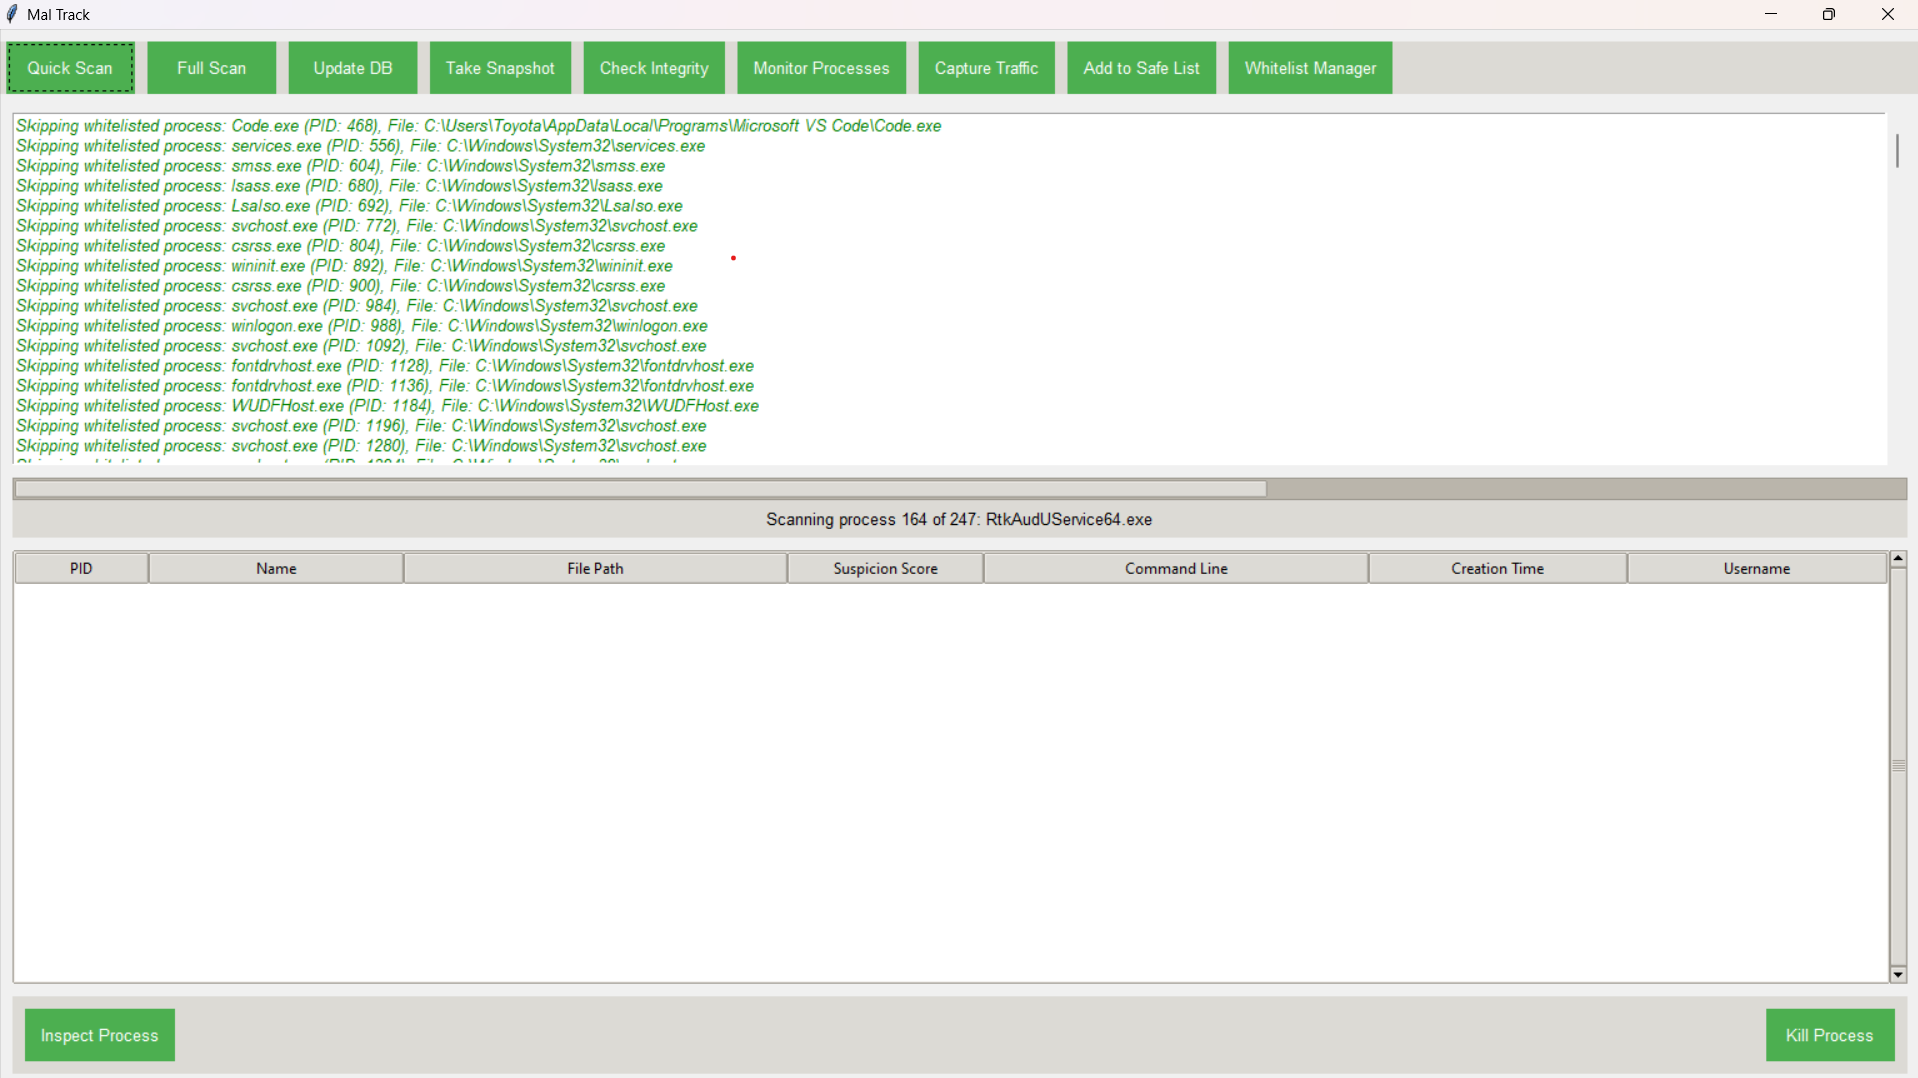 Mal Track
Quick Scan Full Scan Update DB Take Snapshot Check Integrity Monitor Processes Capture Traffic Add to Safe List Whitelist Manager
Skipping whitelisted process: Code.exe (PID: 468), File: C:\Users\Toyota\AppData\Local\Programs\Microsoft VS Code\Code.exe
Skipping whitelisted process: services.exe (PID: 556), File: C:\Windows\System32\services.exe
Skipping whitelisted process: smss.exe (PID: 604), File: C:\Windows\System32\smss.exe
Skipping whitelisted process: lsass.exe (PID: 680), File: C:\Windows\System32\lsass.exe
Skipping whitelisted process: LsaIso.exe (PID: 692), File: C:\Windows\System32\LsaIso.exe
Skipping whitelisted process: svchost.exe (PID: 772), File: C:\Windows\System32\svchost.exe
Skipping whitelisted process: csrss.exe (PID: 804), File: C:\Windows\System32\csrss.exe
Skipping whitelisted process: wininit.exe (PID: 892), File: C:\Windows\System32\wininit.exe
Skipping whitelisted process: csrss.exe (PID: 900), File: C:\Windows\System32\csrss.exe
Skipping whitelisted process: svchost.exe (PID: 984), File: C:\Windows\System32\svchost.exe
Skipping whitelisted process: winlogon.exe (PID: 988), File: C:\Windows\System32\winlogon.exe
Skipping whitelisted process: svchost.exe (PID: 1092), File: C:\Windows\System32\svchost.exe
Skipping whitelisted process: fontdrvhost.exe (PID: 1128), File: C:\Windows\System32\fontdrvhost.exe
Skipping whitelisted process: fontdrvhost.exe (PID: 1136), File: C:\Windows\System32\fontdrvhost.exe
Skipping whitelisted process: WUDFHost.exe (PID: 1184), File: C:\Windows\System32\WUDFHost.exe
Skipping whitelisted process: svchost.exe (PID: 1196), File: C:\Windows\System32\svchost.exe
Skipping whitelisted process: svchost.exe (PID: 1280), File: C:\Windows\System32\svchost.exe
Scanning process 164 of 247: RtkAudUService64.exe
PID Name File Path Suspicion Score Command Line Creation Time Username
Inspect Process Kill Process